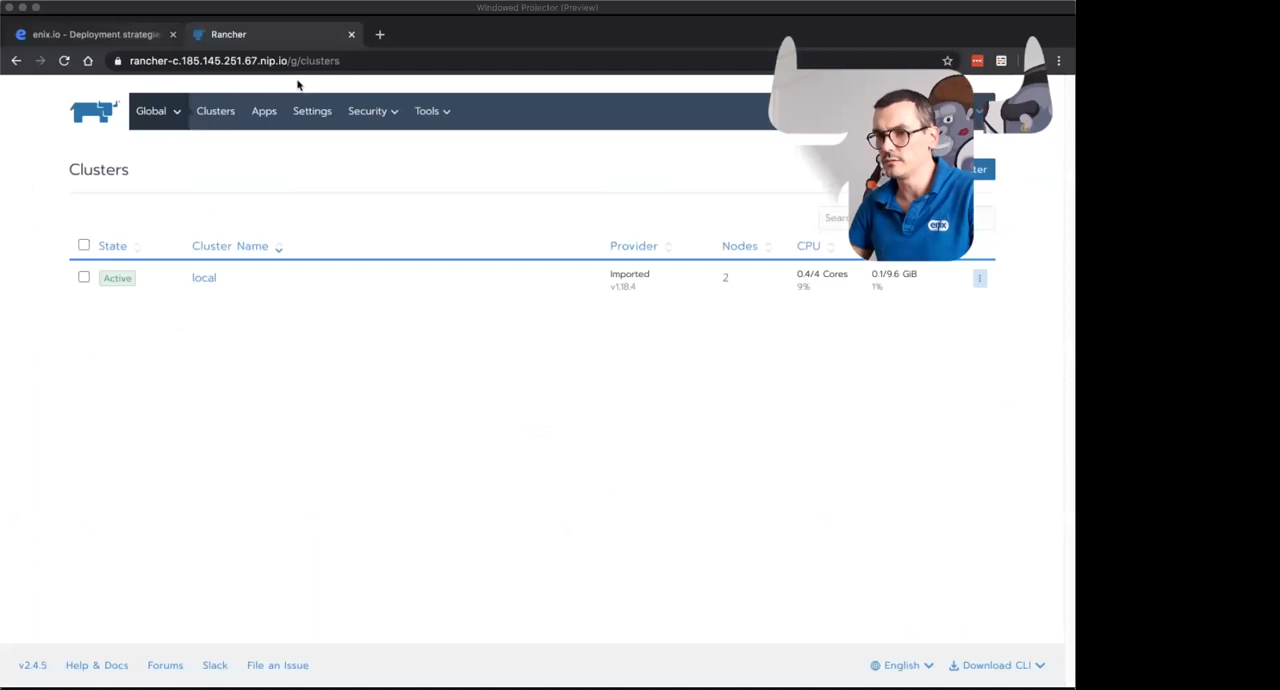 Windowed Projector (Preview)
enix.io - Deployment strategie
Rancher
rancher-c.185.145.251.67.nip.io/g/clusters
Global Clusters Apps Settings Security Tools
Clusters
ter
Sear
State Cluster Name Provider Nodes CPU
Active local Imported 2 0.4/4 Cores 0.1/9.6 GiB
v1.18.4 9% 1%
enix
v2.4.5 Help & Docs Forums Slack File an Issue English Download CLI